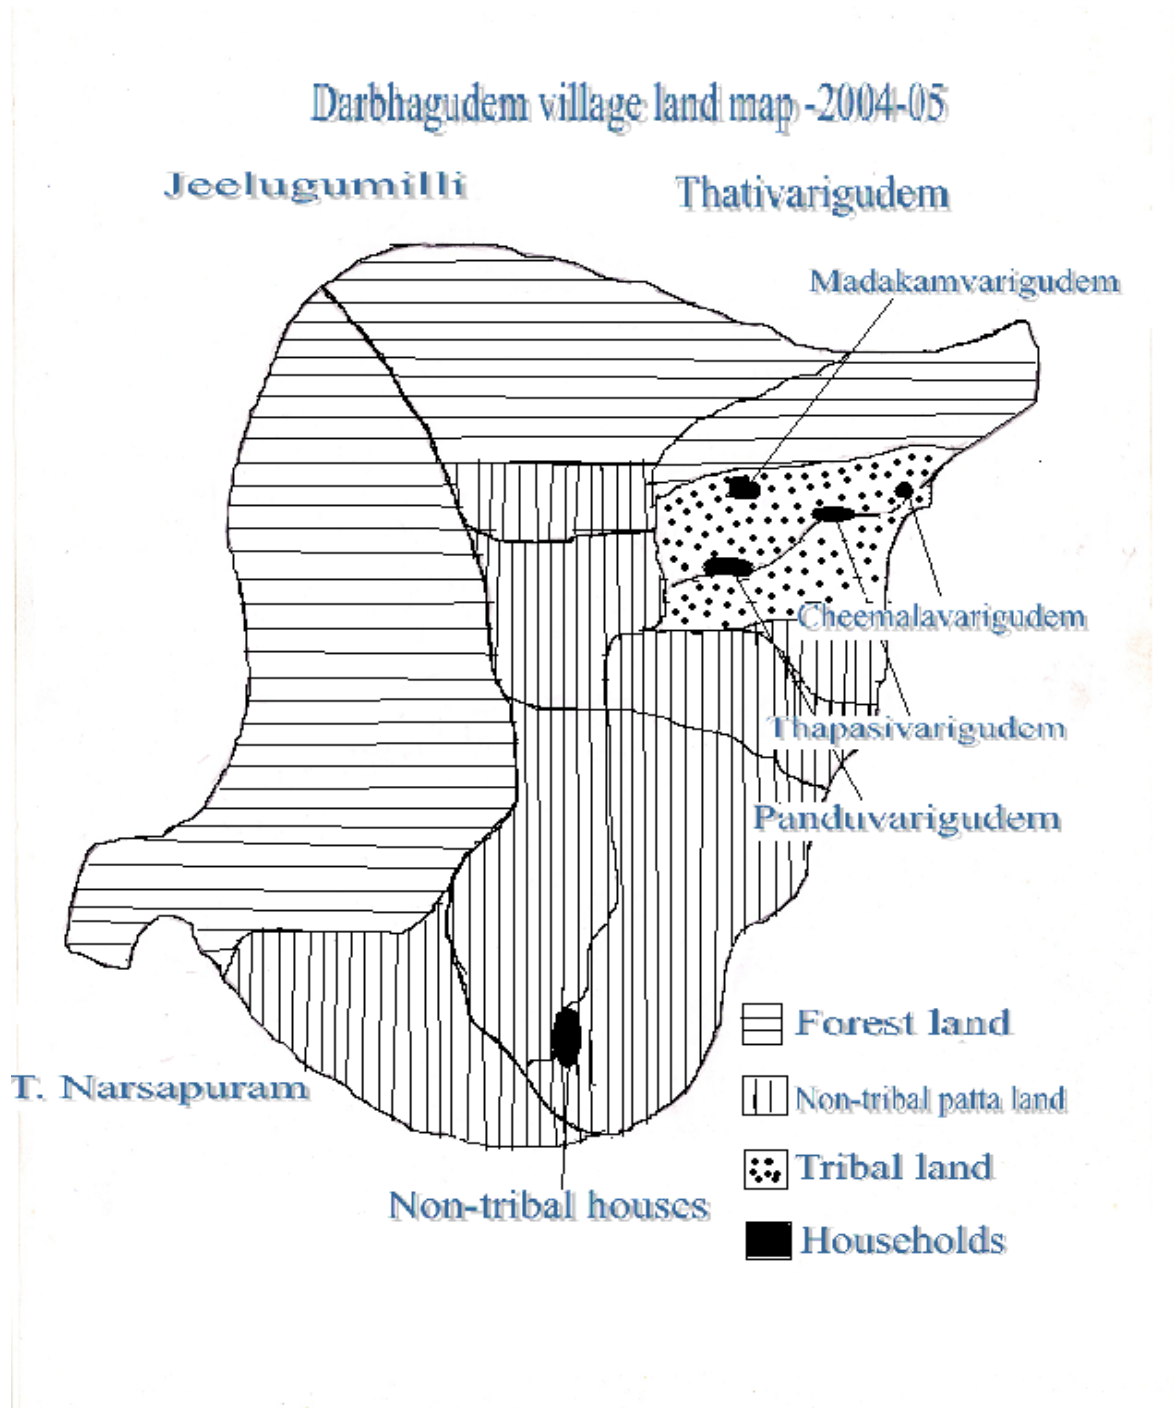 Darbhagudem village land map -2004-05
Jeelugumilli
Thativarigudem
Madakamvarigudem
Cheemalavarigudem
Thapasivarigudem
Panduvarigudem
Forest land
T. Narsapuram
Non-tribal patta land
Tribal land
Non-tribal houses
Households